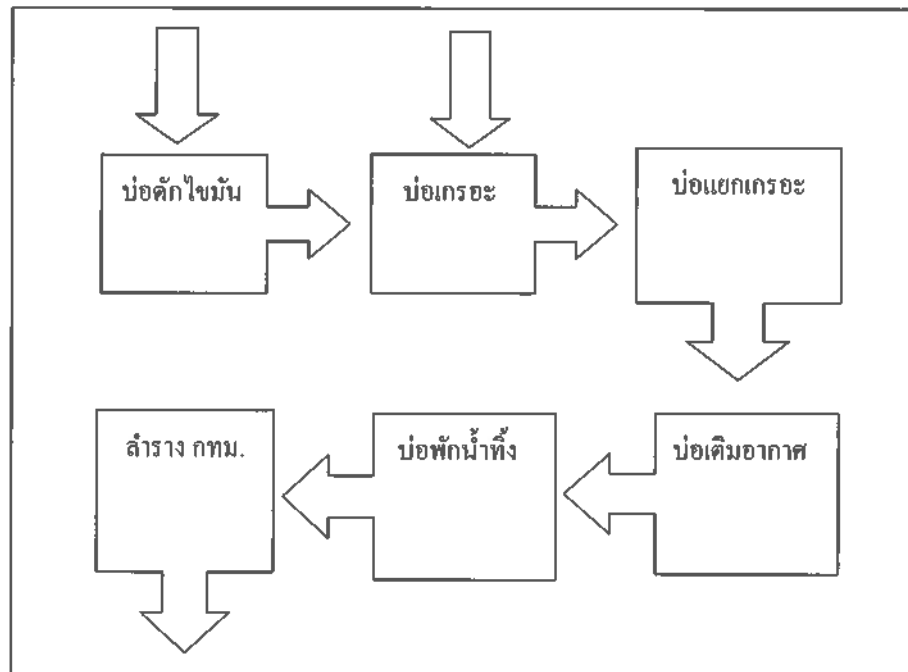 บ่อดักไขมัน
บ่อเกรอะ
บ่อแยกเกรอะ
ลำราง กทม.
บ่อพักน้ำทิ้ง
บ่อเติมอากาศ